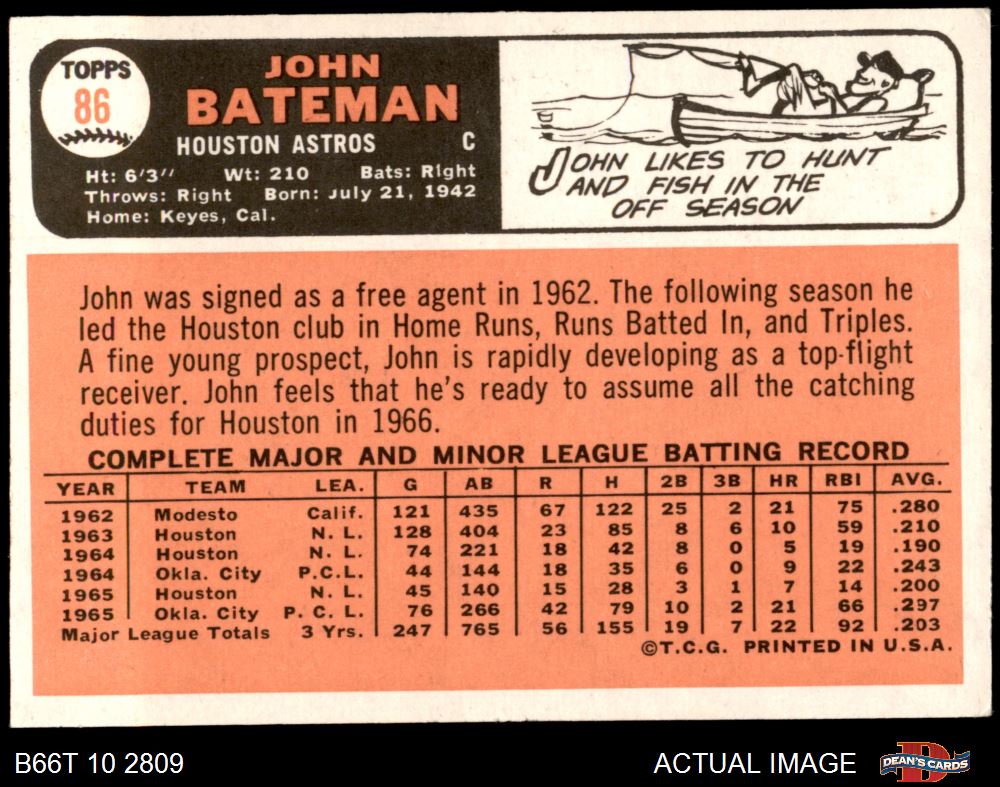 TOPPS
86
JOHN
BATEMAN
HOUSTON ASTROS C
Ht: 6'3" Wt: 210 Bats: Right
Throws: Right Born: July 21, 1942
Home: Keyes, Cal.
JOHN LIKES TO HUNT
AND FISH IN THE
OFF SEASON
John was signed as a free agent in 1962. The following season he
led the Houston club in Home Runs, Runs Batted In, and Triples.
A fine young prospect, John is rapidly developing as a top-flight
receiver. John feels that he's ready to assume all the catching
duties for Houston in 1966.
COMPLETE MAJOR AND MINOR LEAGUE BATTING RECORD
YEAR TEAM LEA. G AB R H 2B 3B HR RBI AVG.
1962 Modesto Calif. 121 435 67 122 25 2 21 75 .280
1963 Houston N. L. 128 404 23 85 8 6 10 59 .210
1964 Houston N. L. 74 221 18 42 8 0 5 19 .190
1964 Okla. City P.C.L. 44 144 18 35 6 0 9 22 .243
1965 Houston N. L. 45 140 15 28 3 1 7 14 .200
1965 Okla. City P. C. L. 76 266 42 79 10 2 21 66 .297
Major League Totals 3 Yrs. 247 765 56 155 19 7 22 92 .203
©T.C.G. PRINTED IN U.S.A.
B66T 10 2809 ACTUAL IMAGE
D
DEAN'S CARDS